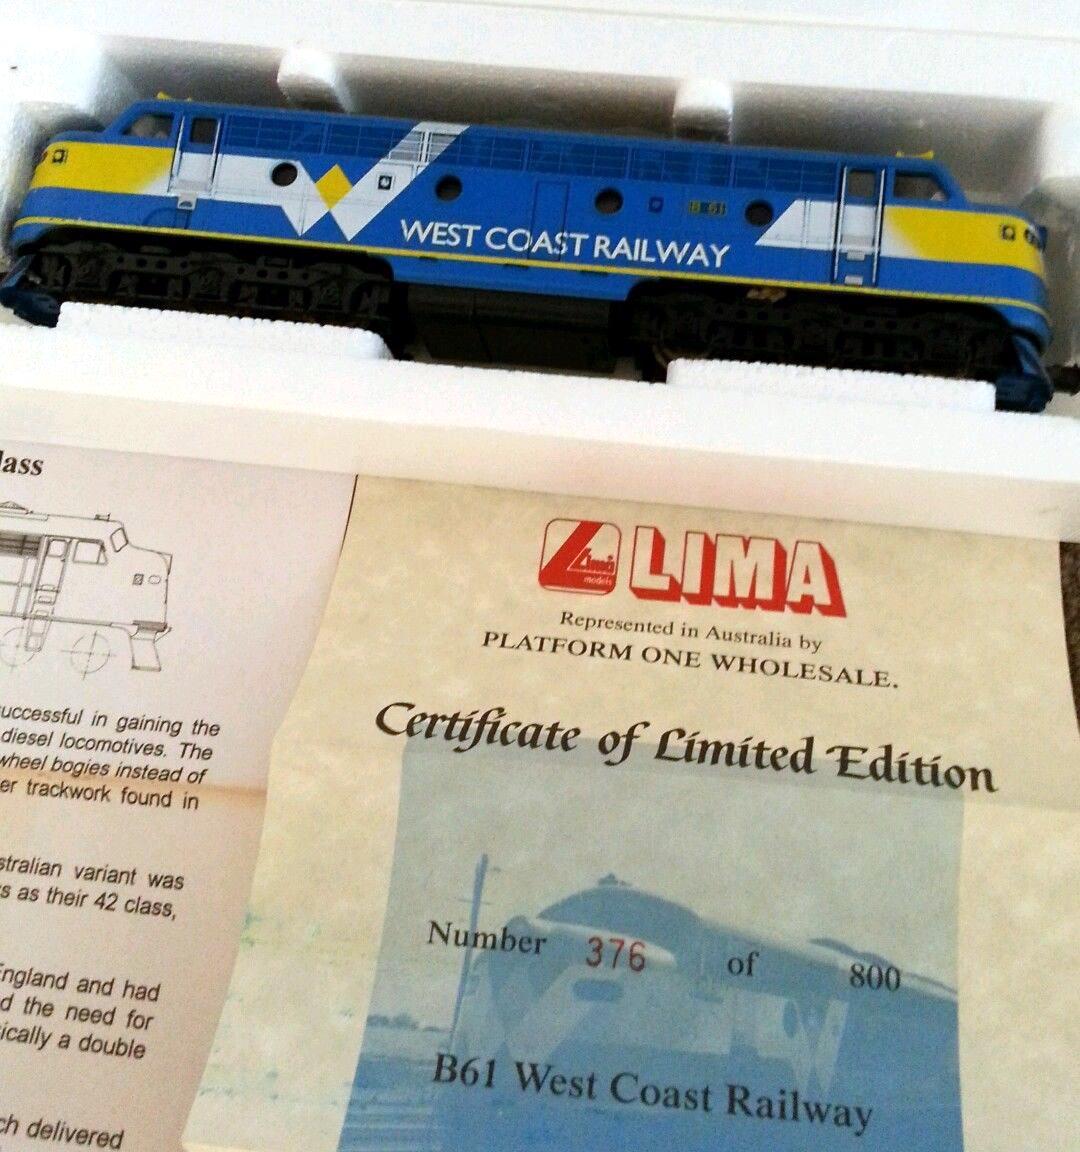 WEST COAST RAILWAY
B 61
lass
uccessful in gaining the
diesel locomotives. The
wheel bogies instead of
er trackwork found in
stralian variant was
s as their 42 class,
England and had
d the need for
ically a double
ch delivered
Lima
models
LIMA
Represented in Australia by
PLATFORM ONE WHOLESALE.
Certificate of Limited Edition
Number 376 of 800
B61 West Coast Railway